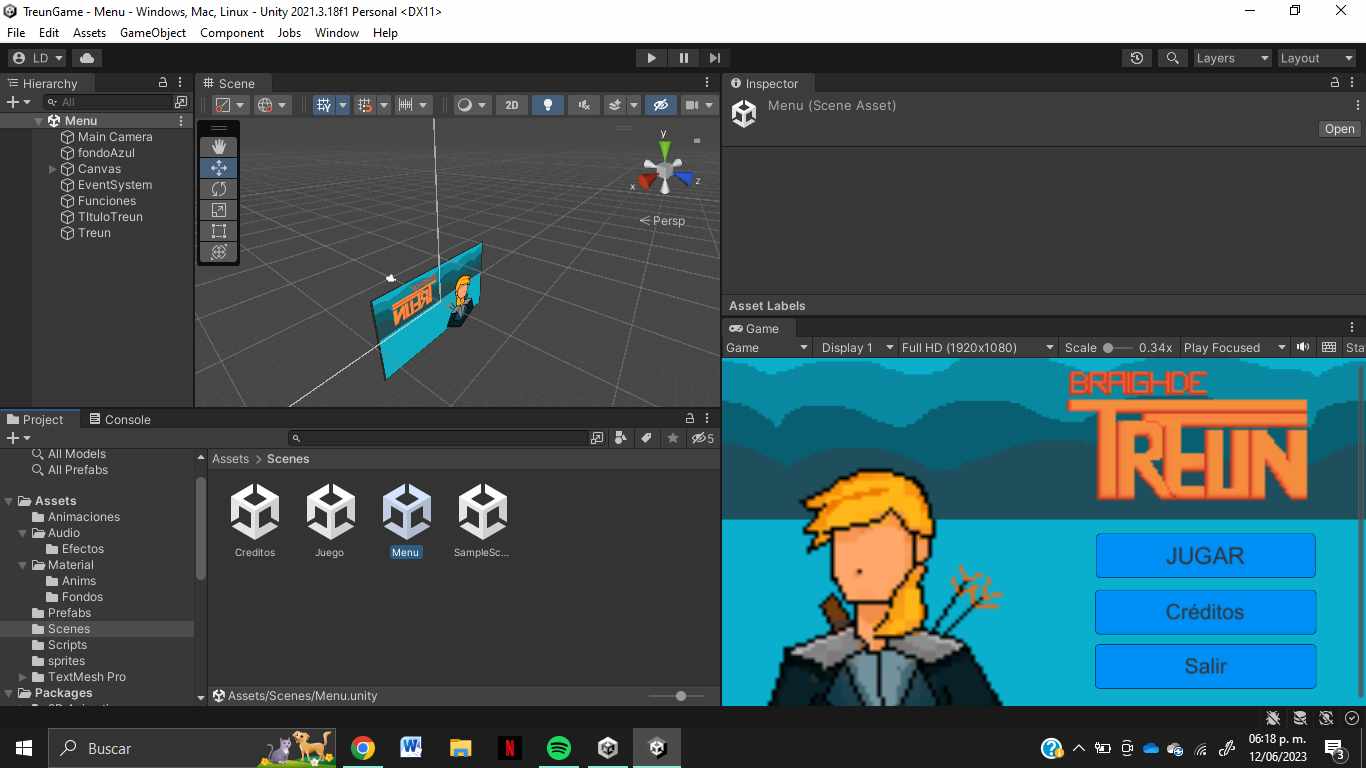 TreunGame - Menu - Windows, Mac, Linux - Unity 2021.3.18f1 Personal <DX11>
File Edit Assets GameObject Component Jobs Window Help
LD Layers Layout
Hierarchy
All
Menu
Main Camera
fondoAzul
Canvas
EventSystem
Funciones
TItuloTreun
Treun
Scene
2D
y
x
z
Persp
TREUN
Inspector
Menu (Scene Asset)
Open
Asset Labels
Game
Game Display 1 Full HD (1920x1080) Scale 0.34x Play Focused Sta
BRAIGHDE
TREUN
JUGAR
Créditos
Salir
Project Console
5
All Models
All Prefabs
Assets
Animaciones
Audio
Efectos
Material
Anims
Fondos
Prefabs
Scenes
Scripts
sprites
TextMesh Pro
Packages
Assets > Scenes
Creditos Juego Menu SampleSc...
Assets/Scenes/Menu.unity
Buscar
06:18 p. m.
12/06/2023
3